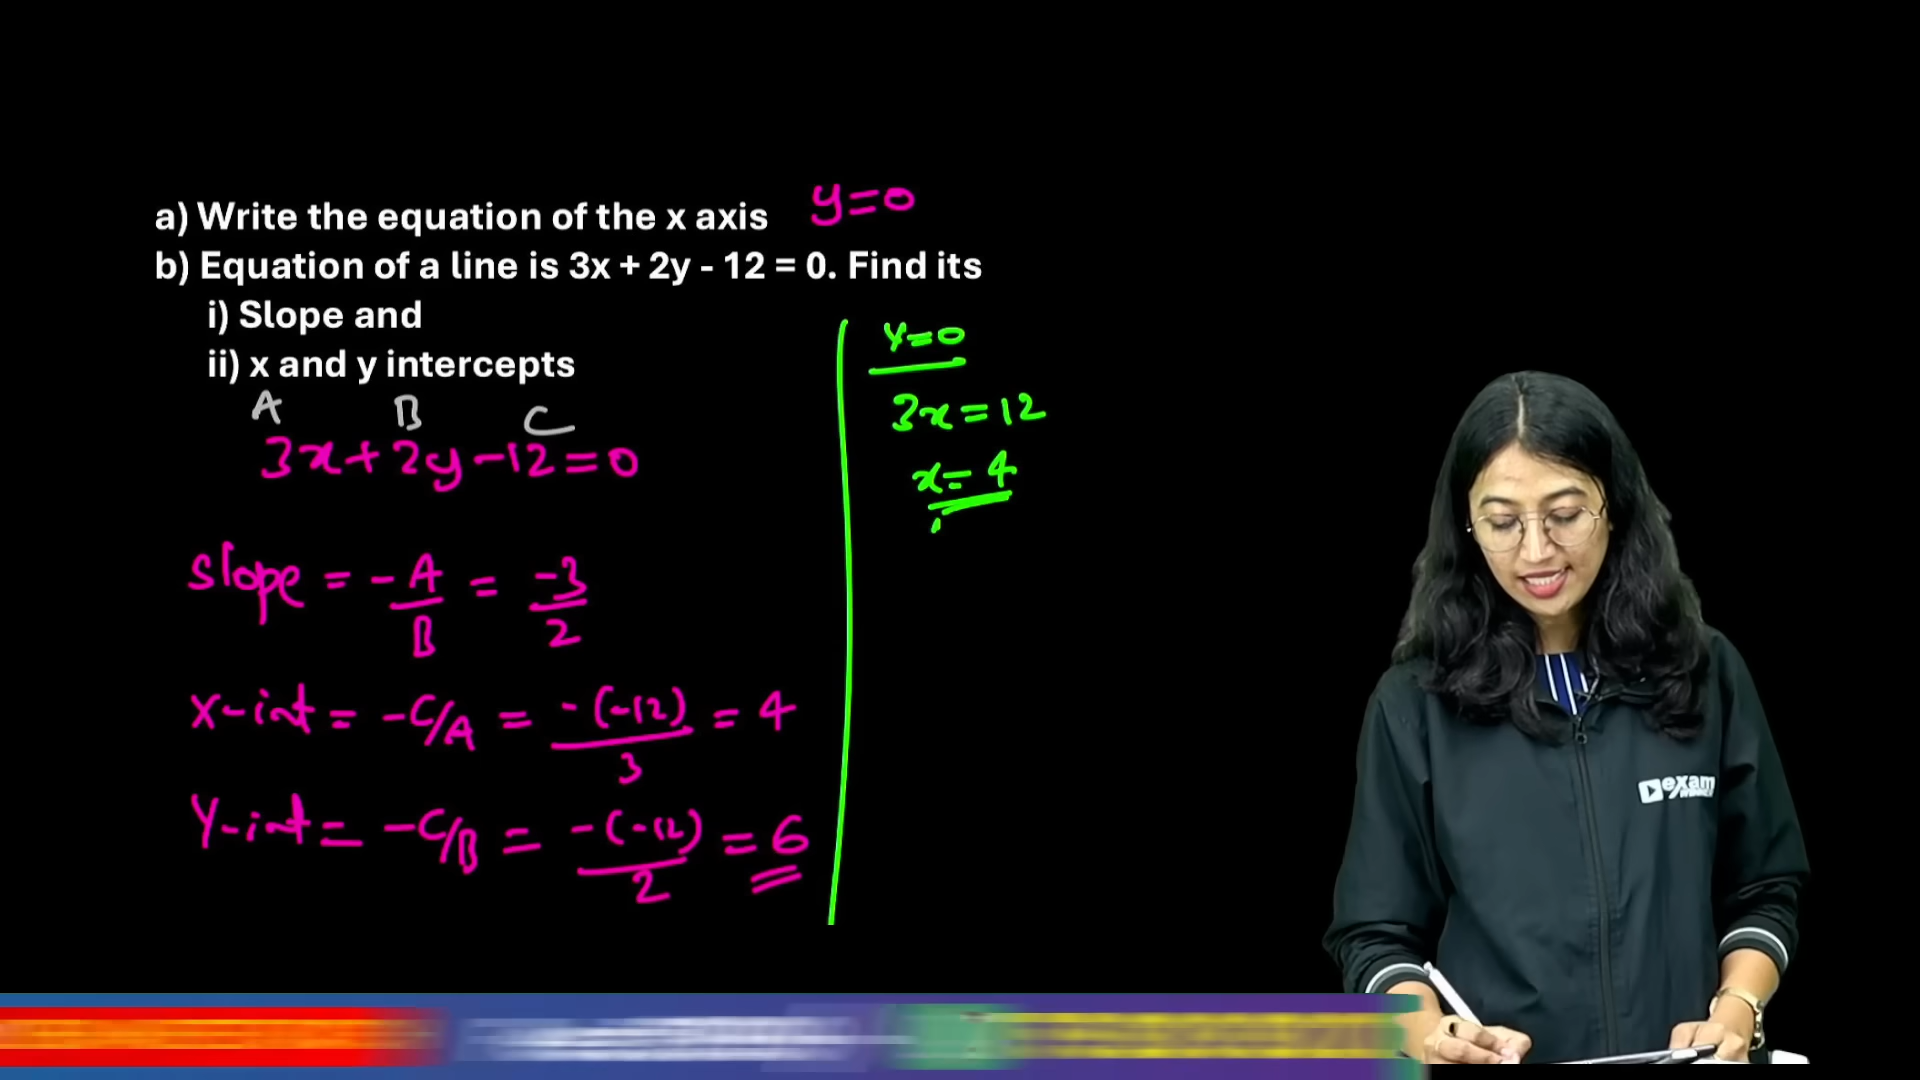 a) Write the equation of the x axis y=0
b) Equation of a line is 3x + 2y - 12 = 0. Find its
i) Slope and
ii) x and y intercepts
A B C
3x+2y-12=0
slope = -A/B = -3/2
x-int = -C/A = -(-12)/3 = 4
Y-int = -C/B = -(-12)/2 = 6
y=0
3x=12
x=4
exam